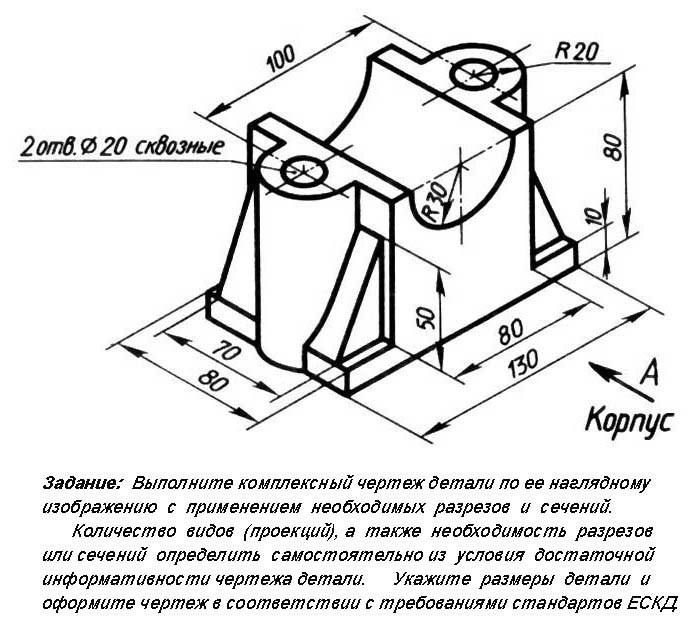 100
R20
2отв.Ф20 сквозные
R30
80
10
50
70
80
80
130
А
Корпус
Задание: Выполните комплексный чертеж детали по ее наглядному
изображению с применением необходимых разрезов и сечений.
Количество видов (проекций), а также необходимость разрезов
или сечений определить самостоятельно из условия достаточной
информативности чертежа детали. Укажите размеры детали и
оформите чертеж в соответствии с требованиями стандартов ЕСКД.